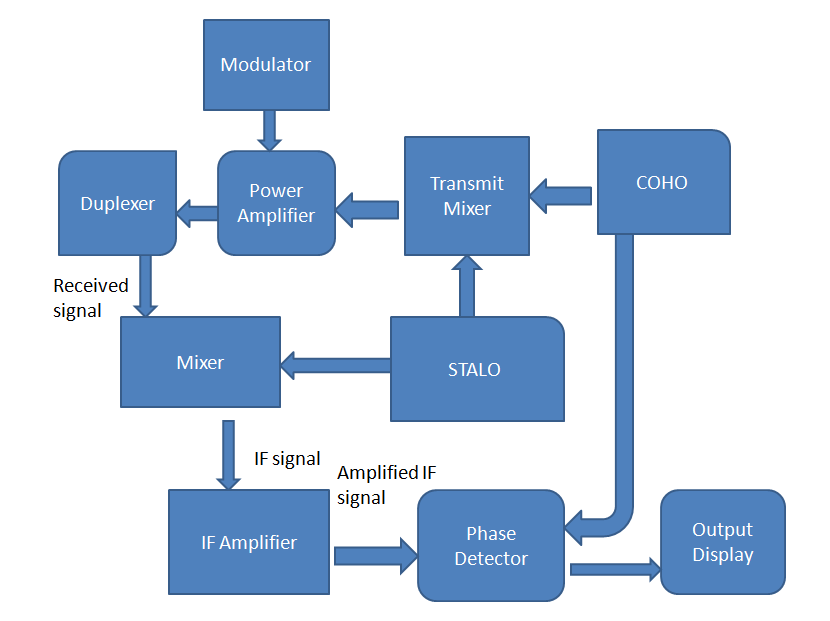 Modulator
Duplexer
Power
Amplifier
Transmit
Mixer
COHO
Received
signal
Mixer
STALO
IF signal
Amplified IF
signal
IF Amplifier
Phase
Detector
Output
Display